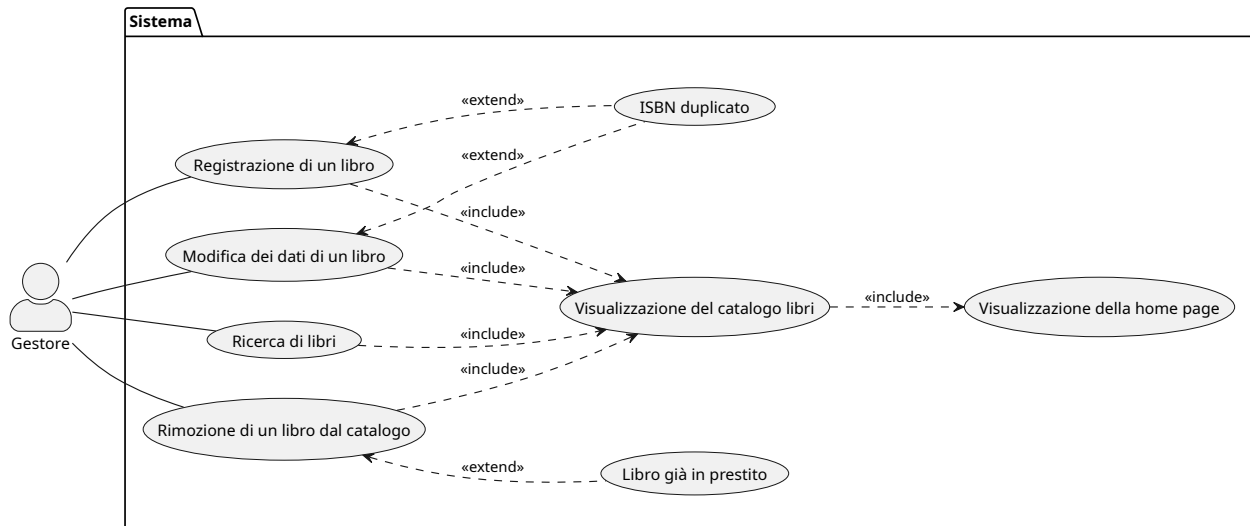 Sistema
«extend»
ISBN duplicato
«extend»
Registrazione di un libro
«include»
Modifica dei dati di un libro
«include»
Visualizzazione del catalogo libri
«include»
Visualizzazione della home page
Gestore
Ricerca di libri
«include»
«include»
Rimozione di un libro dal catalogo
«extend»
Libro già in prestito